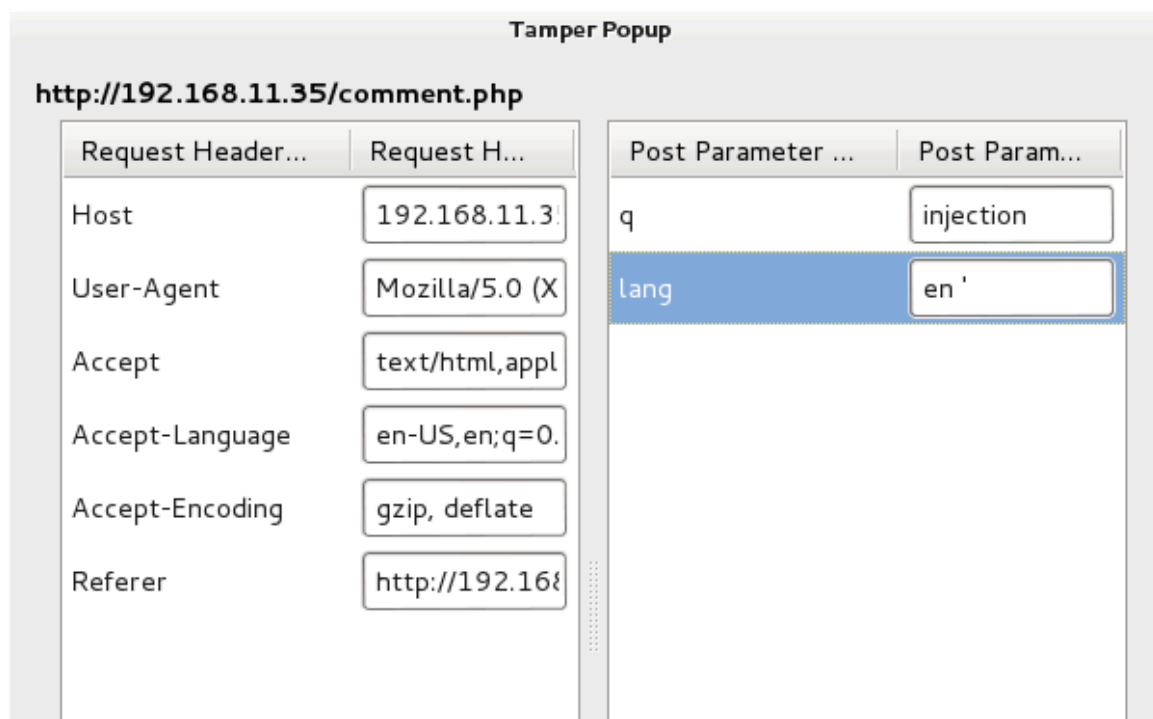 Tamper Popup
http://192.168.11.35/comment.php
Request Header... Request H...
Host 192.168.11.3
User-Agent Mozilla/5.0 (X
Accept text/html,appl
Accept-Language en-US,en;q=0.
Accept-Encoding gzip, deflate
Referer http://192.168
Post Parameter ... Post Param...
q injection
lang en '